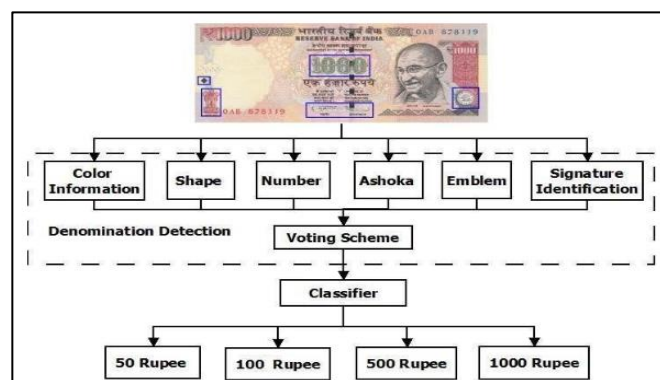 ₹1000 भारतीय रिज़र्व बैंक 0AB 678119
RESERVE BANK OF INDIA
1000
₹1000
एक हज़ार रुपये
0AB 678119
Color Information
Shape
Number
Ashoka
Emblem
Signature Identification
Denomination Detection
Voting Scheme
Classifier
50 Rupee
100 Rupee
500 Rupee
1000 Rupee